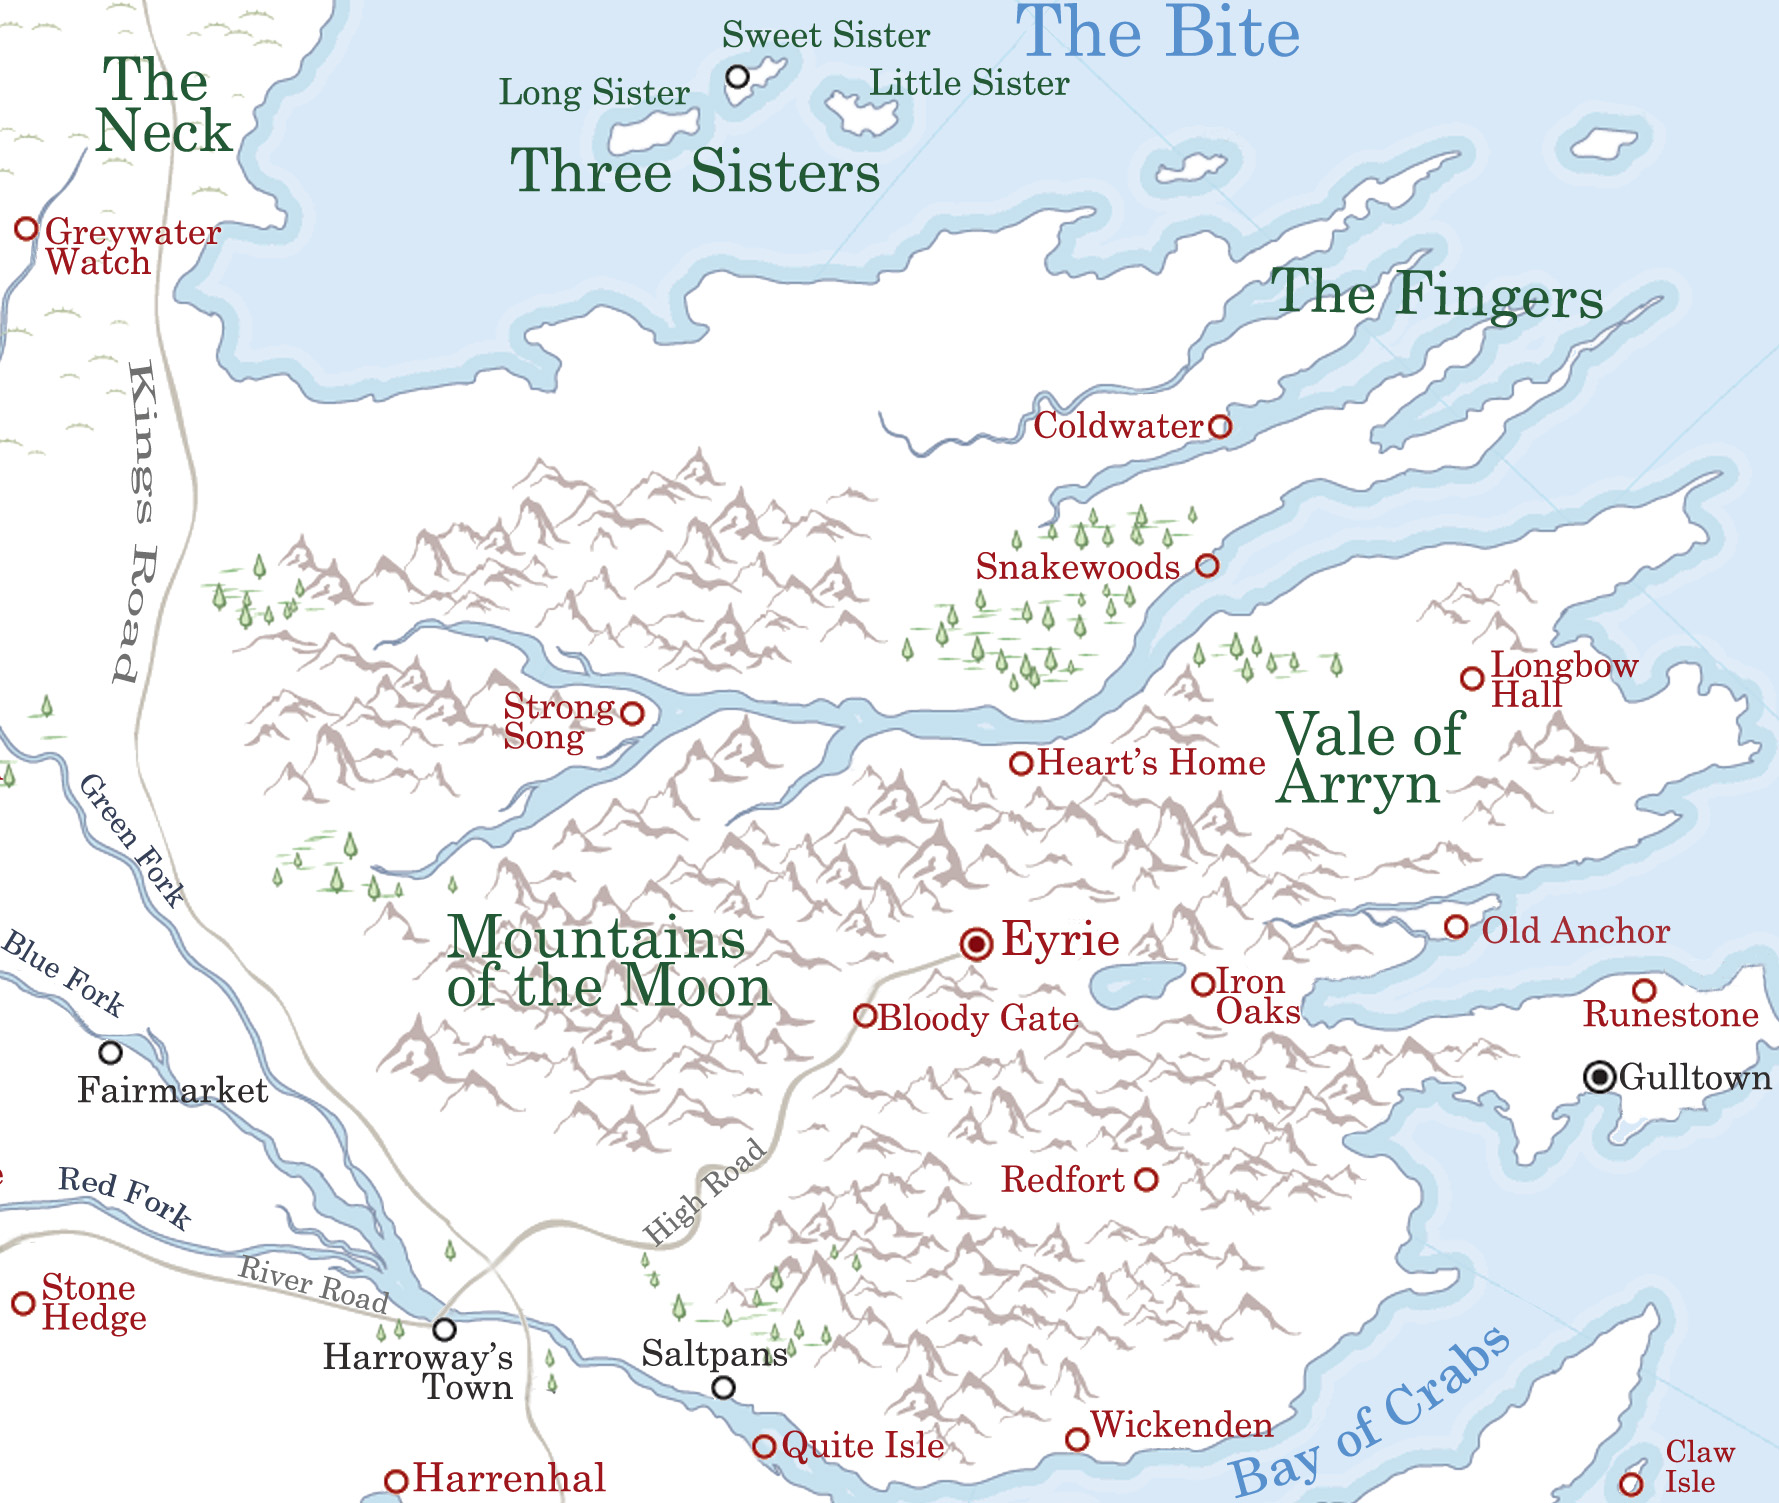 The Bite
Sweet Sister
Long Sister
Little Sister
Three Sisters
The
Neck
Greywater
Watch
The Fingers
Kings Road
Coldwater
Snakewoods
Strong
Song
Heart's Home
Longbow
Hall
Vale of
Arryn
Green Fork
Blue Fork
Mountains
of the Moon
Eyrie
Old Anchor
Iron
Oaks
Bloody Gate
Runestone
Gulltown
Fairmarket
Red Fork
High Road
Redfort
River Road
Stone
Hedge
Harroway's
Town
Saltpans
Quite Isle
Wickenden
Bay of Crabs
Claw
Isle
Harrenhal